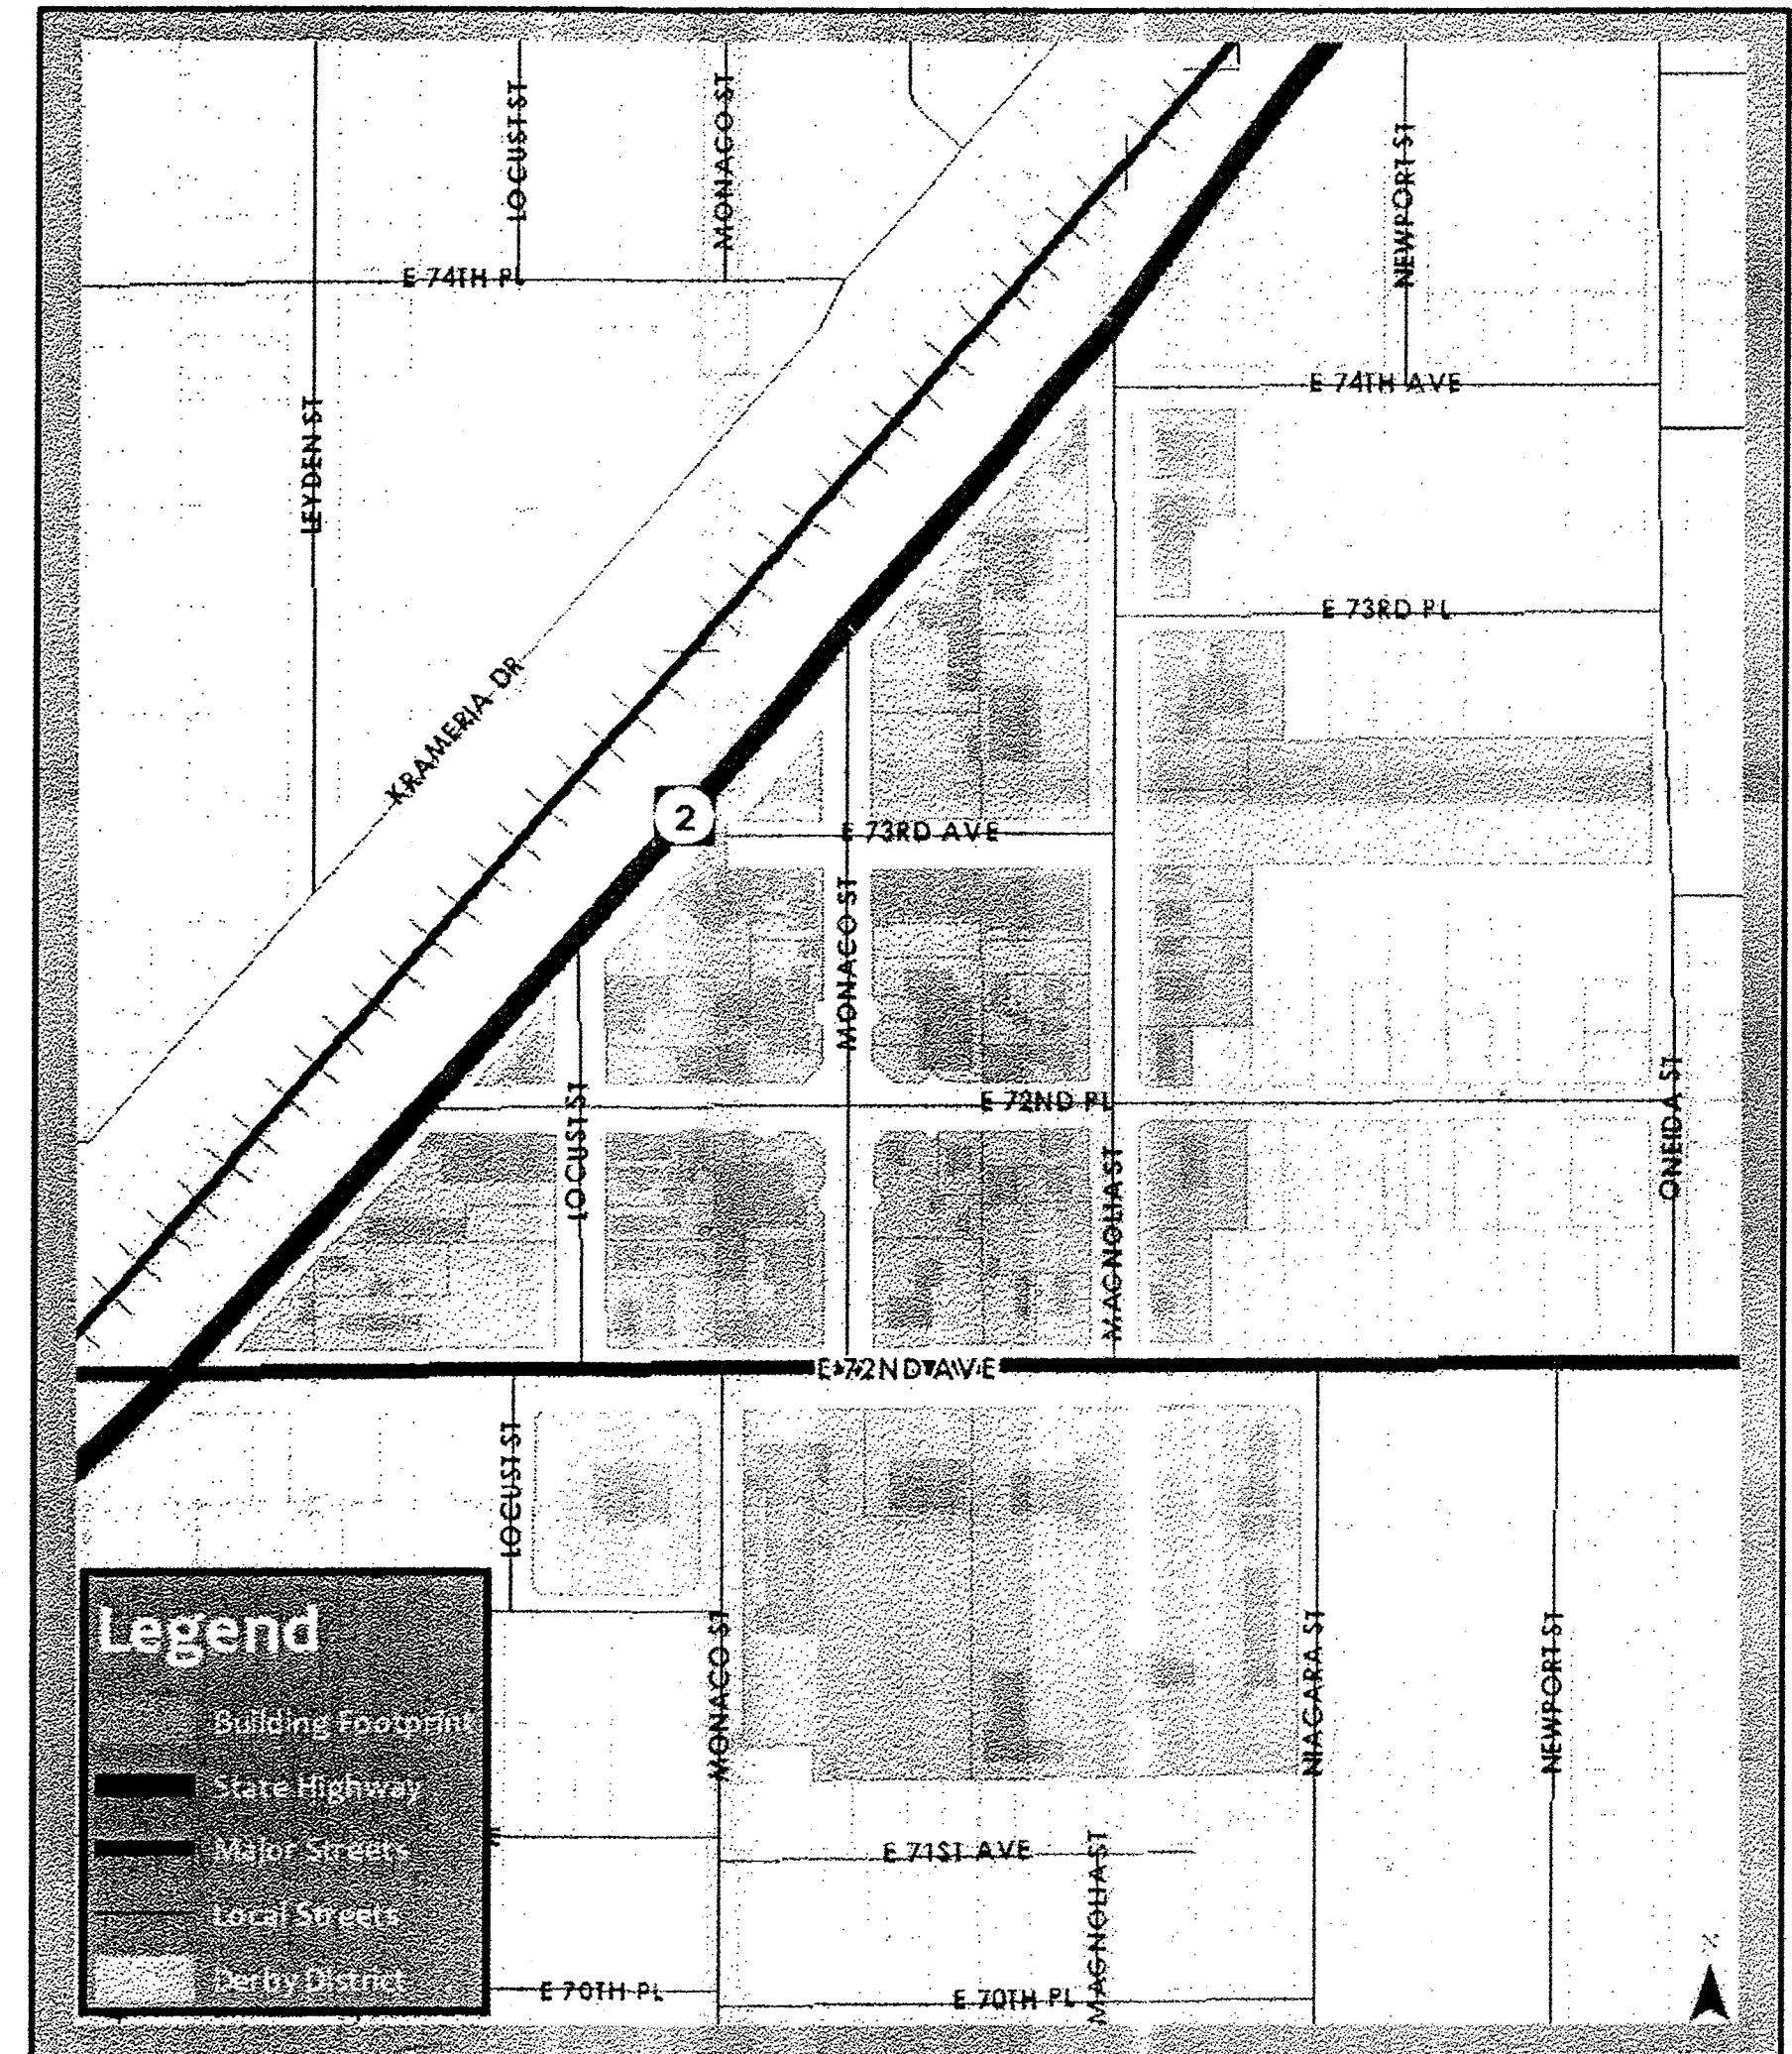 LOCUST ST
MONACO ST
NEWPORT ST
E 74TH PL
E 74TH AVE
LEYDEN ST
E 73RD PL
KRAMERIA DR
2
E 73RD AVE
MONACO ST
E 72ND PL
LOCUST ST
ONEIDA ST
MAGNOLIA ST
E 72ND AVE
LOCUST ST
MONACO ST
NIAGARA ST
NEWPORT ST
E 71ST AVE
MAGNOLIA ST
E 70TH PL
E 70TH PL
Legend
Building Footprint
State Highway
Major Streets
Local Streets
Derby District